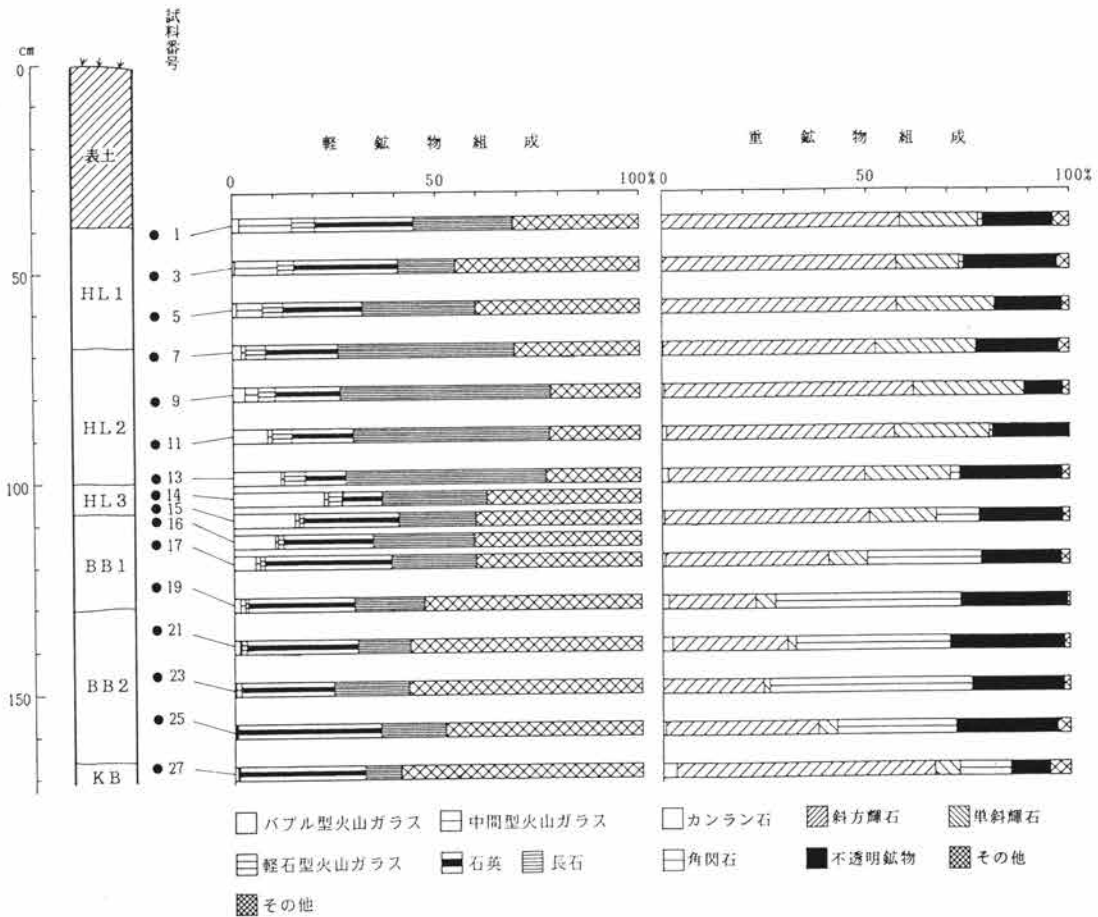 試料番号
cm
0
50
100
150
表土
HL1
HL2
HL3
BB1
BB2
KB
1
3
5
7
9
11
13
14
15
16
17
19
21
23
25
27
軽鉱物組成
0 50 100%
重鉱物組成
0 50 100%
バブル型火山ガラス 中間型火山ガラス
軽石型火山ガラス 石英 長石
その他
カンラン石 斜方輝石 単斜輝石
角閃石 不透明鉱物 その他